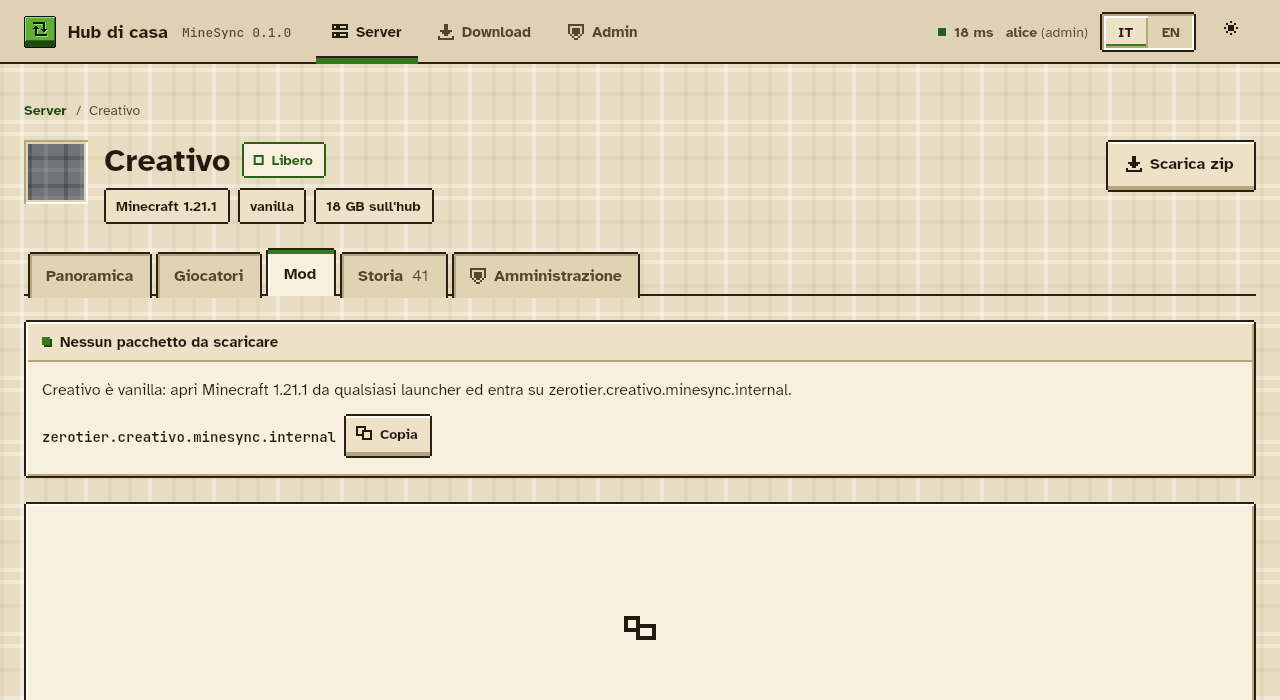 Hub di casa MineSync 0.1.0 Server Download Admin 18 ms alice (admin) IT EN
Server / Creativo
Creativo Libero Scarica zip
Minecraft 1.21.1 vanilla 18 GB sull'hub
Panoramica Giocatori Mod Storia 41 Amministrazione
Nessun pacchetto da scaricare
Creativo è vanilla: apri Minecraft 1.21.1 da qualsiasi launcher ed entra su zerotier.creativo.minesync.internal.
zerotier.creativo.minesync.internal Copia